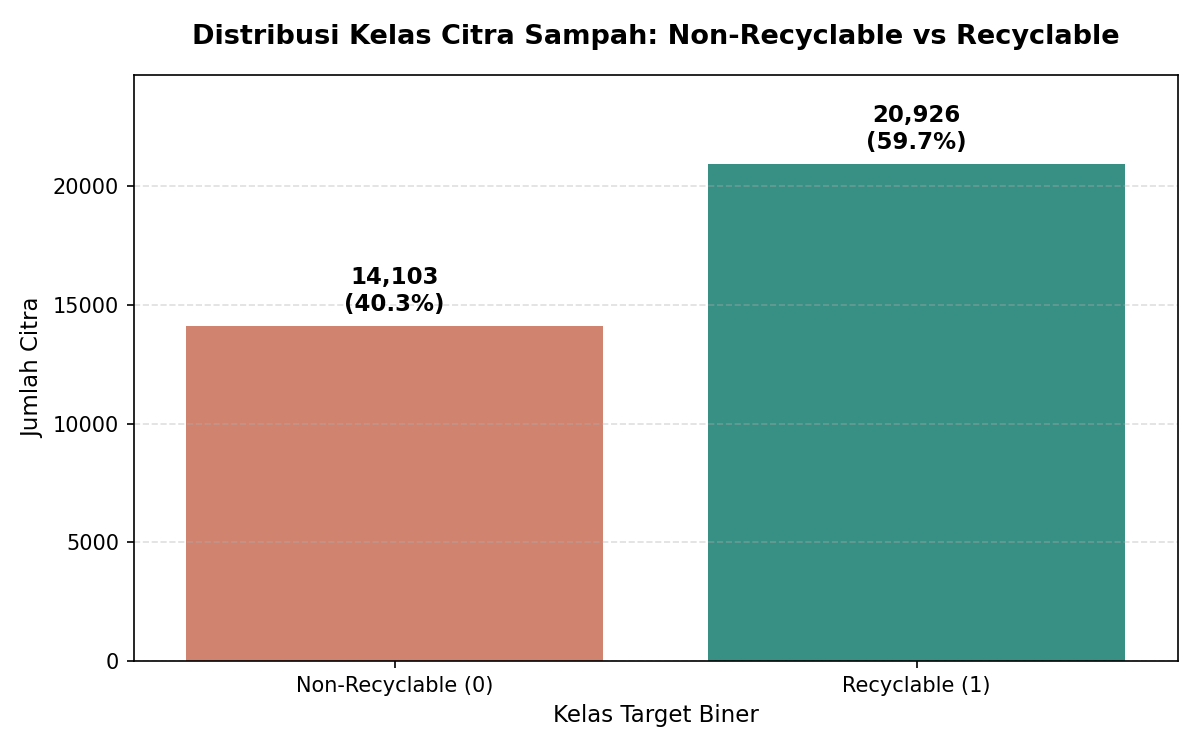 Distribusi Kelas Citra Sampah: Non-Recyclable vs Recyclable
20,926
(59.7%)
14,103
(40.3%)
20000
15000
10000
5000
0
Jumlah Citra
Non-Recyclable (0)
Recyclable (1)
Kelas Target Biner